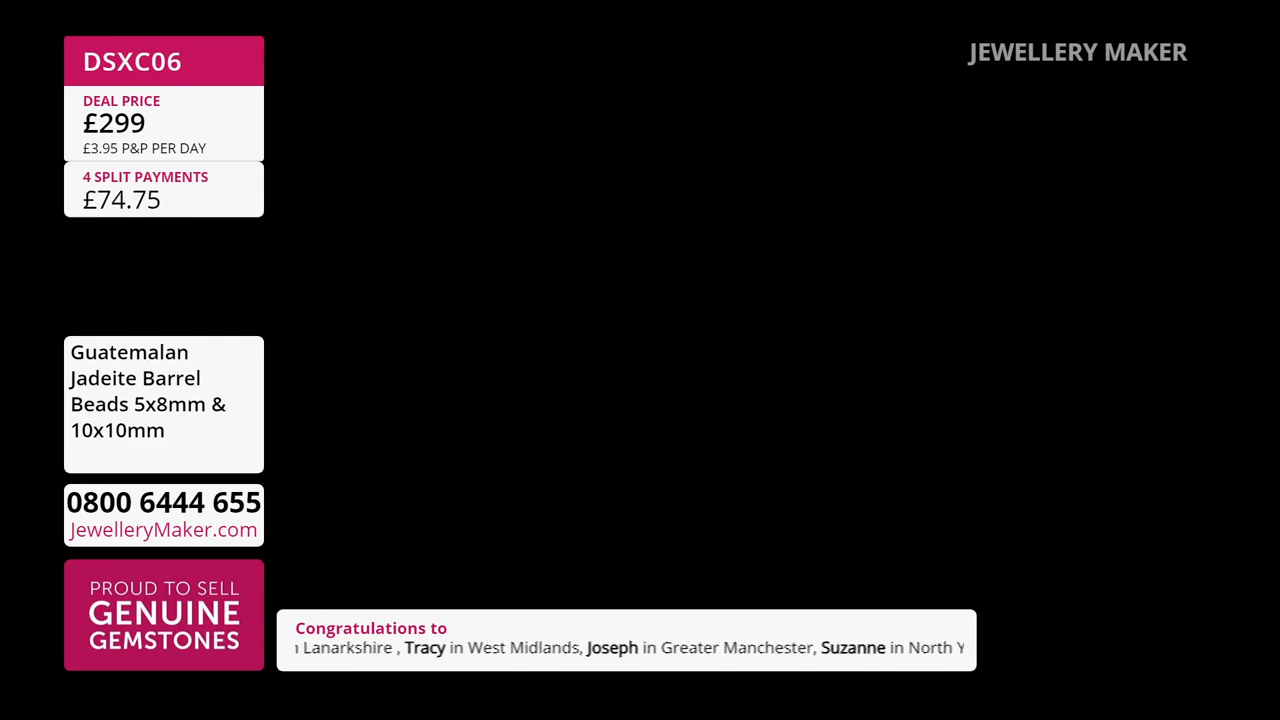 DSXC06
DEAL PRICE
£299
£3.95 P&P PER DAY
4 SPLIT PAYMENTS
£74.75
JEWELLERY MAKER
Guatemalan
Jadeite Barrel
Beads 5x8mm &
10x10mm
0800 6444 655
JewelleryMaker.com
PROUD TO SELL
GENUINE
GEMSTONES
Congratulations to
Lanarkshire , Tracy in West Midlands, Joseph in Greater Manchester, Suzanne in North